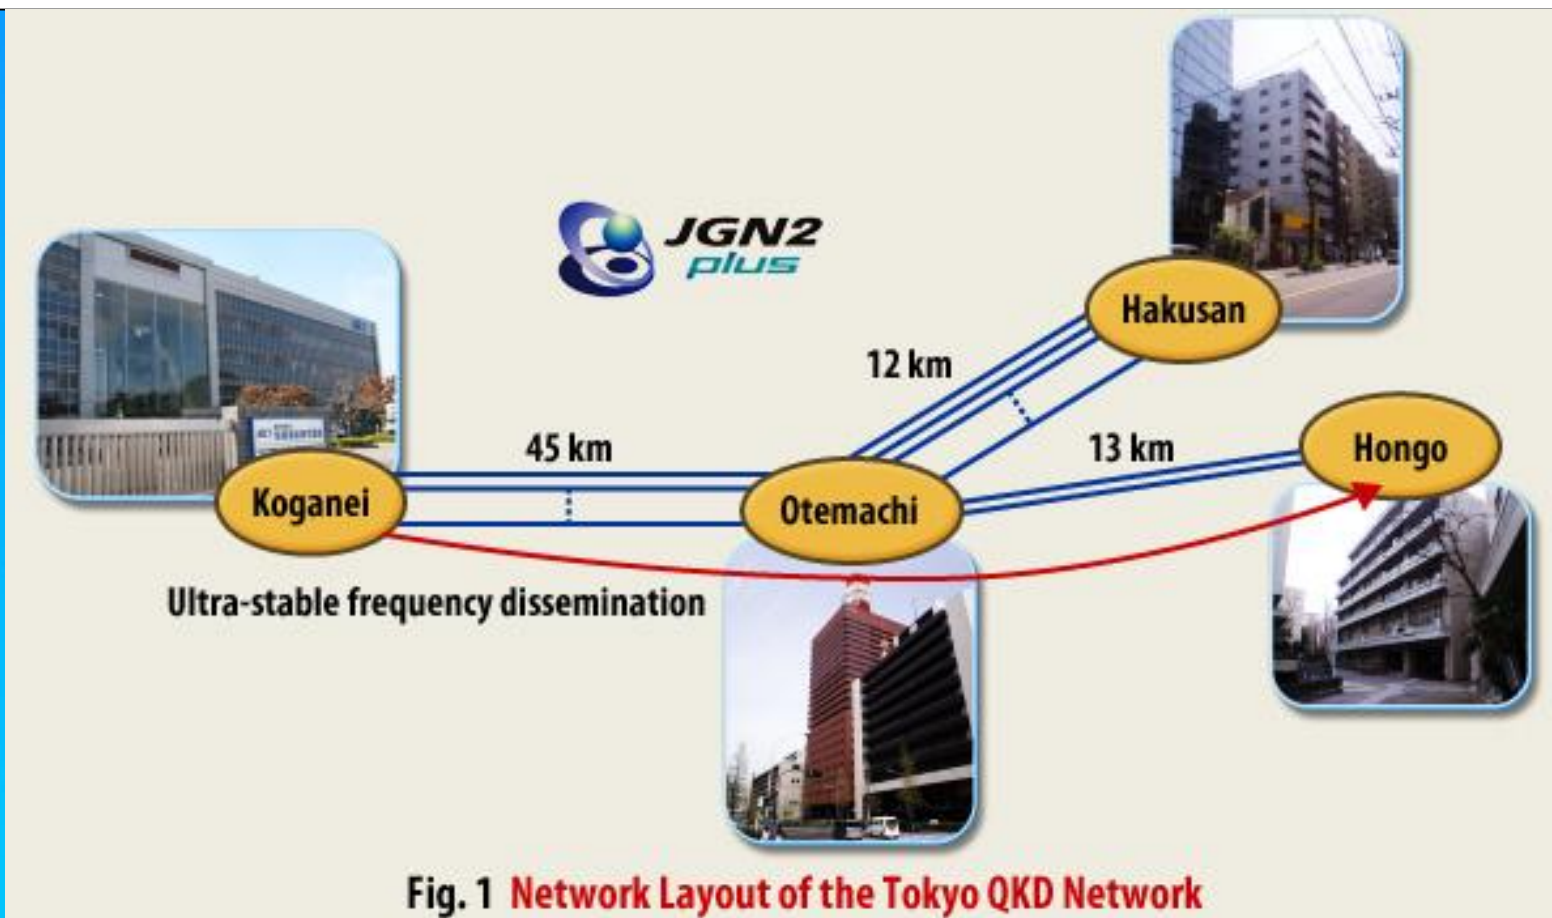 JGN2
plus
Hakusan
12 km
45 km
13 km
Hongo
Koganei
Otemachi
Ultra-stable frequency dissemination
Fig. 1 Network Layout of the Tokyo QKD Network